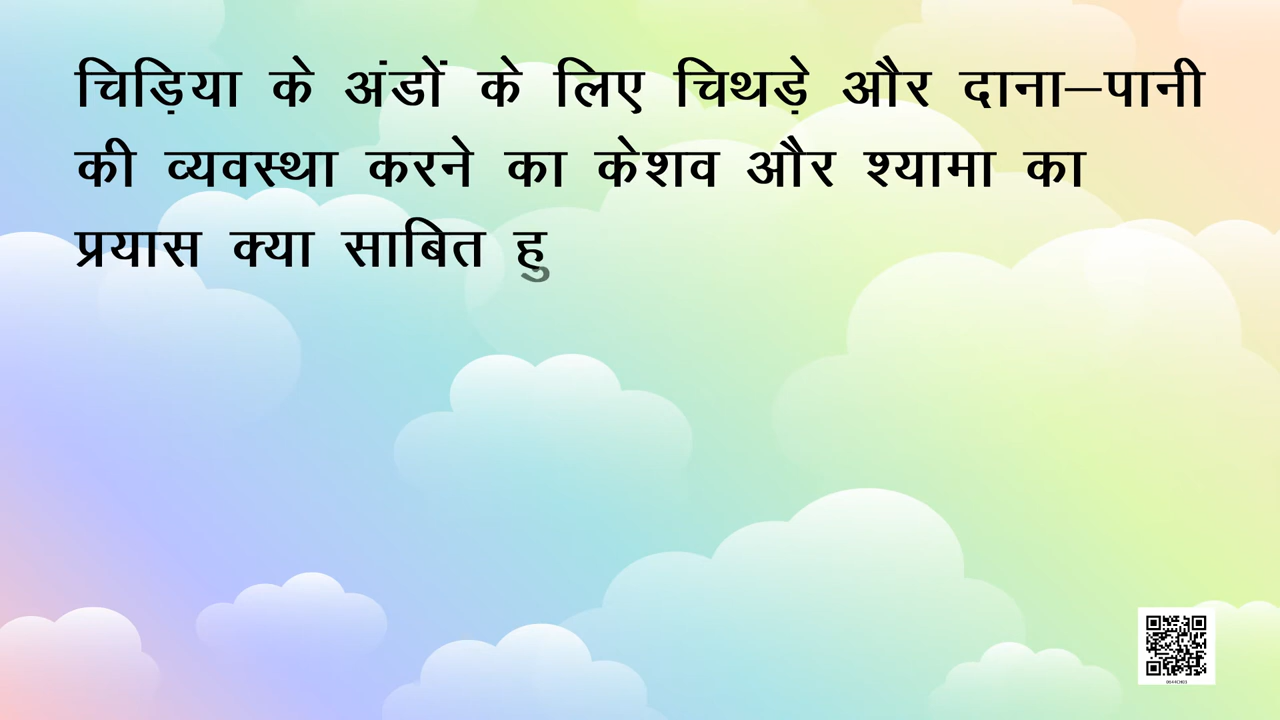 चिड़िया के अंडों के लिए चिथड़े और दाना–पानी
की व्यवस्था करने का केशव और श्यामा का
प्रयास क्या साबित हु